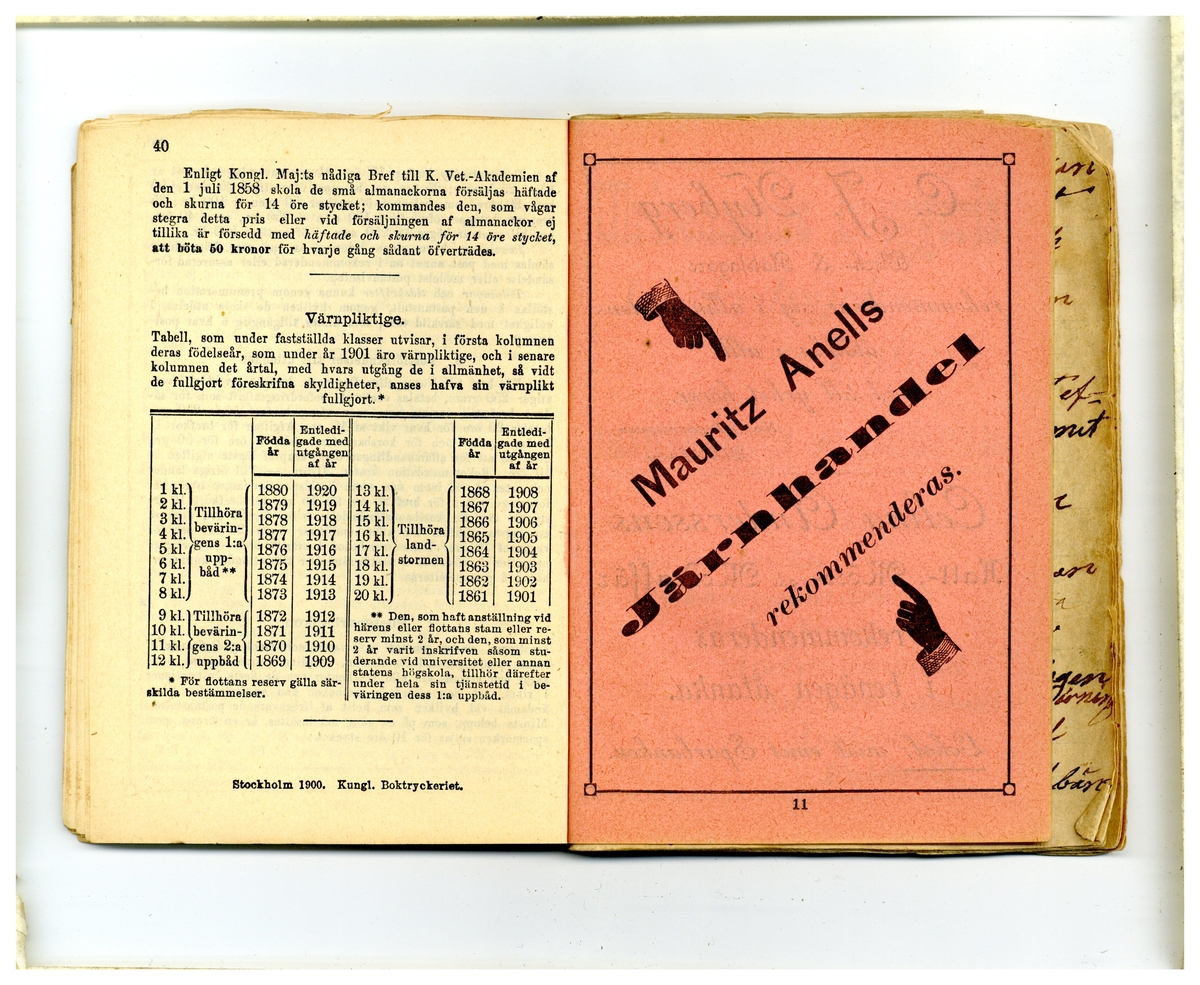 40
Enligt Kongl. Maj:ts nådiga Bref till K. Vet.-Akademien af
den 1 juli 1858 skola de små almanackorna försäljas häftade
och skurna för 14 öre stycket; kommandes den, som vågar
stegra detta pris eller vid försäljningen af almanackor ej
tillika är försedd med häftade och skurna för 14 öre stycket,
att böta 50 kronor för hvarje gång sådant öfverträdes.
Värnpliktige.
Tabell, som under fastställda klasser utvisar, i första kolumnen
deras födelseår, som under år 1901 äro värnpliktige, och i senare
kolumnen det årtal, med hvars utgång de i allmänhet, så vidt
de fullgjort föreskrifna skyldigheter, anses hafva sin värnplikt
fullgjort.*
Födda år
Entledigade med utgången af år
1 kl. 1880 1920
2 kl. 1879 1919
3 kl. 1878 1918
4 kl. 1877 1917
5 kl. 1876 1916
6 kl. 1875 1915
7 kl. 1874 1914
8 kl. 1873 1913
Tillhöra
bevärin-
gens 1:a
upp-
båd**
9 kl. 1872 1912
10 kl. 1871 1911
11 kl. 1870 1910
12 kl. 1869 1909
Tillhöra
bevärin-
gens 2:a
uppbåd
* För flottans reserv gälla sär-
skilda bestämmelser.
Födda år
Entledigade med utgången af år
13 kl. 1868 1908
14 kl. 1867 1907
15 kl. 1866 1906
16 kl. 1865 1905
17 kl. 1864 1904
18 kl. 1863 1903
19 kl. 1862 1902
20 kl. 1861 1901
Tillhöra
land-
stormen
** Den, som haft anställning vid
härens eller flottans stam eller re-
serv minst 2 år, och den, som minst
2 år varit inskrifven såsom stu-
derande vid universitet eller annan
statens högskola, tillhör därefter
under hela sin tjänstetid i be-
väringen dess 1:a uppbåd.
Stockholm 1900. Kungl. Boktryckeriet.
Mauritz Anells
Järnhandel
rekommenderas.
11